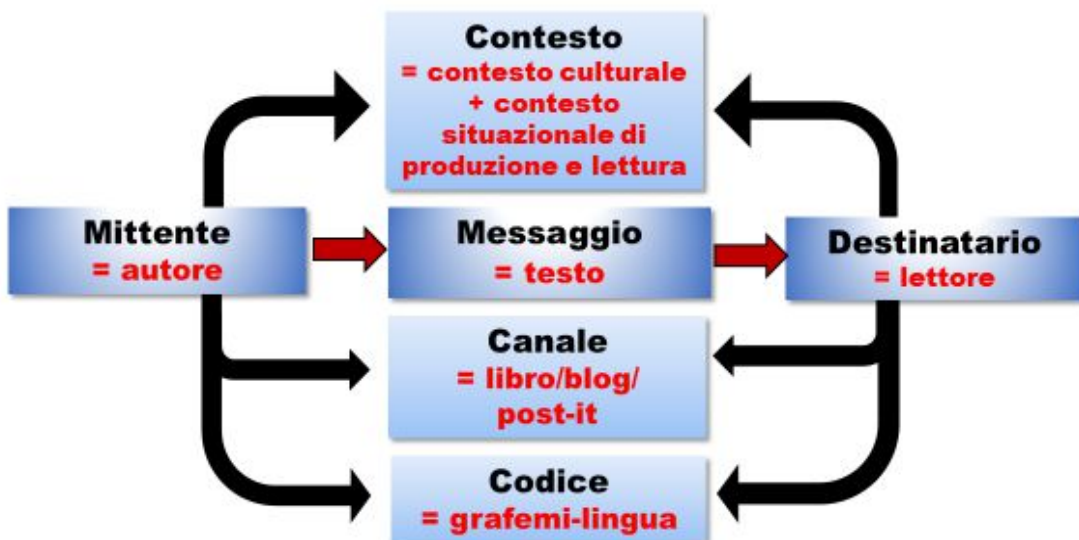 Contesto
= contesto culturale
+ contesto
situazionale di
produzione e lettura
Mittente
= autore
Messaggio
= testo
Destinatario
= lettore
Canale
= libro/blog/
post-it
Codice
= grafemi-lingua